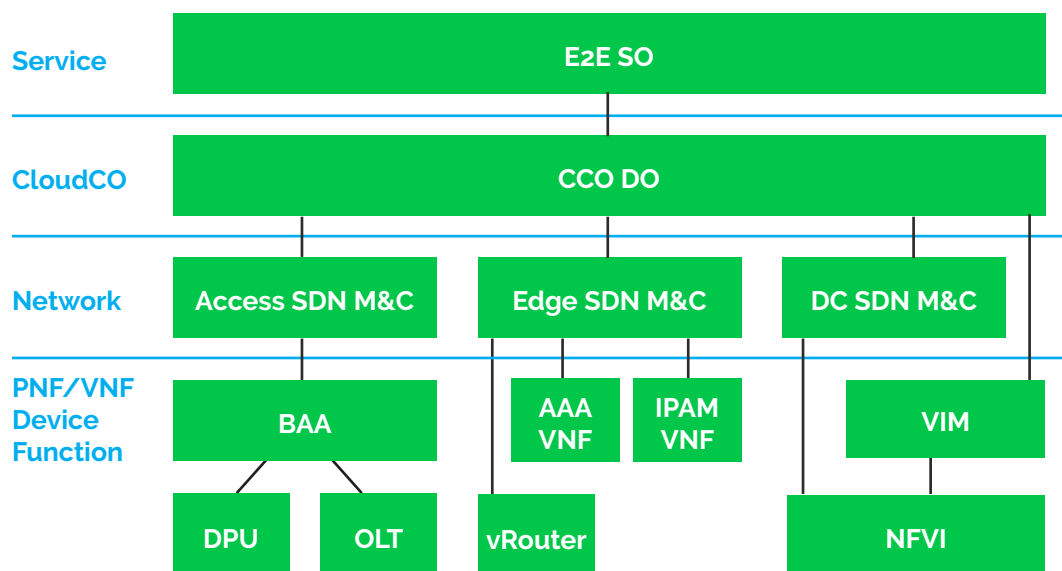 Service
E2E SO
CloudCO
CCO DO
Network
Access SDN M&C
Edge SDN M&C
DC SDN M&C
PNF/VNF
Device
Function
BAA
AAA
VNF
IPAM
VNF
VIM
DPU
OLT
vRouter
NFVI